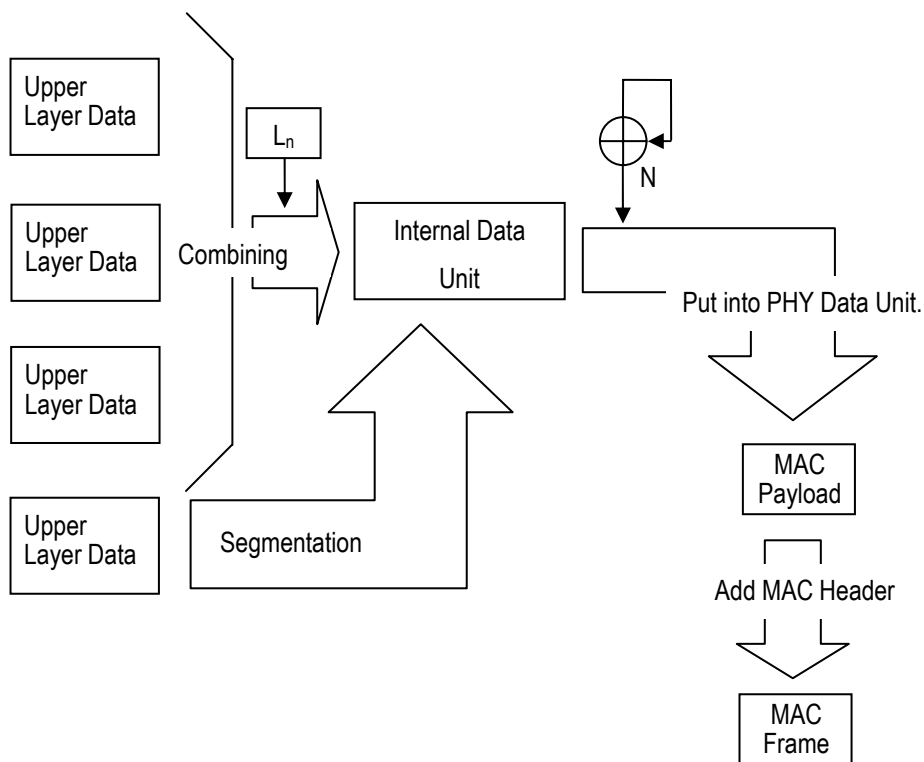 Upper
Layer Data
Upper
Layer Data
Upper
Layer Data
Upper
Layer Data
Lₙ
Combining
Segmentation
Internal Data
Unit
N
Put into PHY Data Unit.
MAC
Payload
Add MAC Header
MAC
Frame